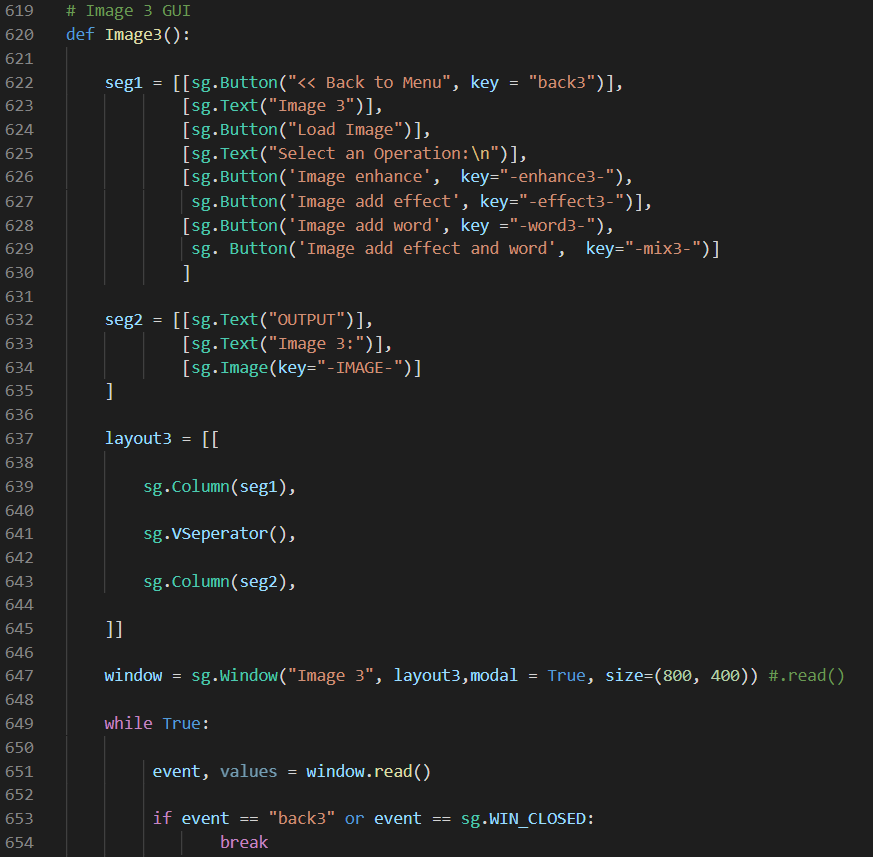 619 # Image 3 GUI
620 def Image3():
621
622 seg1 = [[sg.Button("<< Back to Menu", key = "back3")],
623 [sg.Text("Image 3")],
624 [sg.Button("Load Image")],
625 [sg.Text("Select an Operation:\n")],
626 [sg.Button('Image enhance',  key="-enhance3-"),
627 sg.Button('Image add effect', key="-effect3-")],
628 [sg.Button('Image add word', key ="-word3-"),
629 sg. Button('Image add effect and word',  key="-mix3-")]
630 ]
631
632 seg2 = [[sg.Text("OUTPUT")],
633 [sg.Text("Image 3:")],
634 [sg.Image(key="-IMAGE-")]
635 ]
636
637 layout3 = [[
638
639 sg.Column(seg1),
640
641 sg.VSeperator(),
642
643 sg.Column(seg2),
644
645 ]]
646
647 window = sg.Window("Image 3", layout3,modal = True, size=(800, 400)) #.read()
648
649 while True:
650
651 event, values = window.read()
652
653 if event == "back3" or event == sg.WIN_CLOSED:
654 break